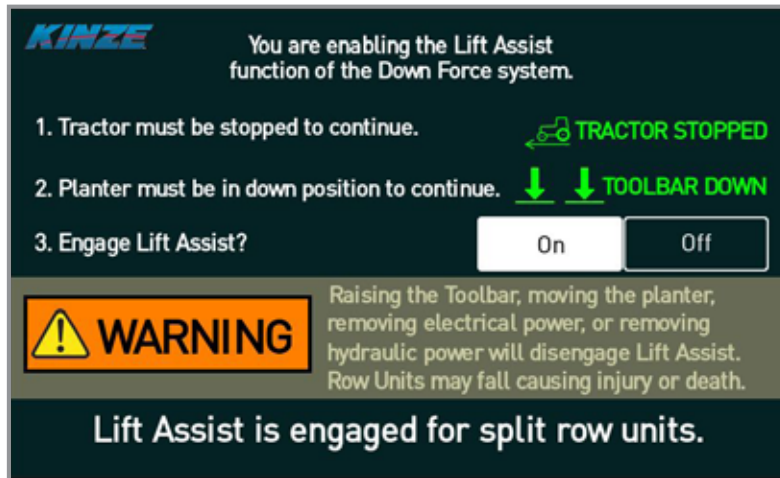 KINZE
You are enabling the Lift Assist
function of the Down Force system.
1. Tractor must be stopped to continue.
TRACTOR STOPPED
2. Planter must be in down position to continue.
TOOLBAR DOWN
3. Engage Lift Assist?
On
Off
WARNING
Raising the Toolbar, moving the planter,
removing electrical power, or removing
hydraulic power will disengage Lift Assist.
Row Units may fall causing injury or death.
Lift Assist is engaged for split row units.